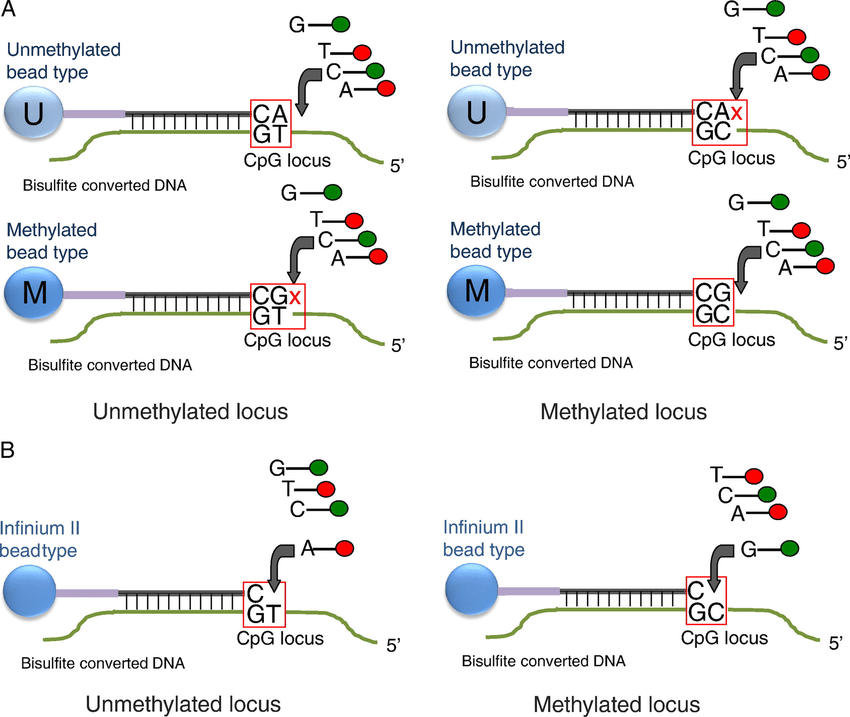 A
Unmethylated
bead type
U
G
T
C
A
CA
GT
CpG locus
5'
Bisulfite converted DNA
Unmethylated
bead type
U
G
T
C
A
CAx
GC
CpG locus
5'
Bisulfite converted DNA
Methylated
bead type
M
G
T
C
A
CGx
GT
CpG locus
5'
Bisulfite converted DNA
Methylated
bead type
M
G
T
C
A
CG
GC
CpG locus
5'
Bisulfite converted DNA
Unmethylated locus
Methylated locus
B
Infinium II
beadtype
G
T
C
A
C
GT
CpG locus
5'
Bisulfite converted DNA
Infinium II
bead type
T
C
A
G
C
GC
CpG locus
5'
Bisulfite converted DNA
Unmethylated locus
Methylated locus